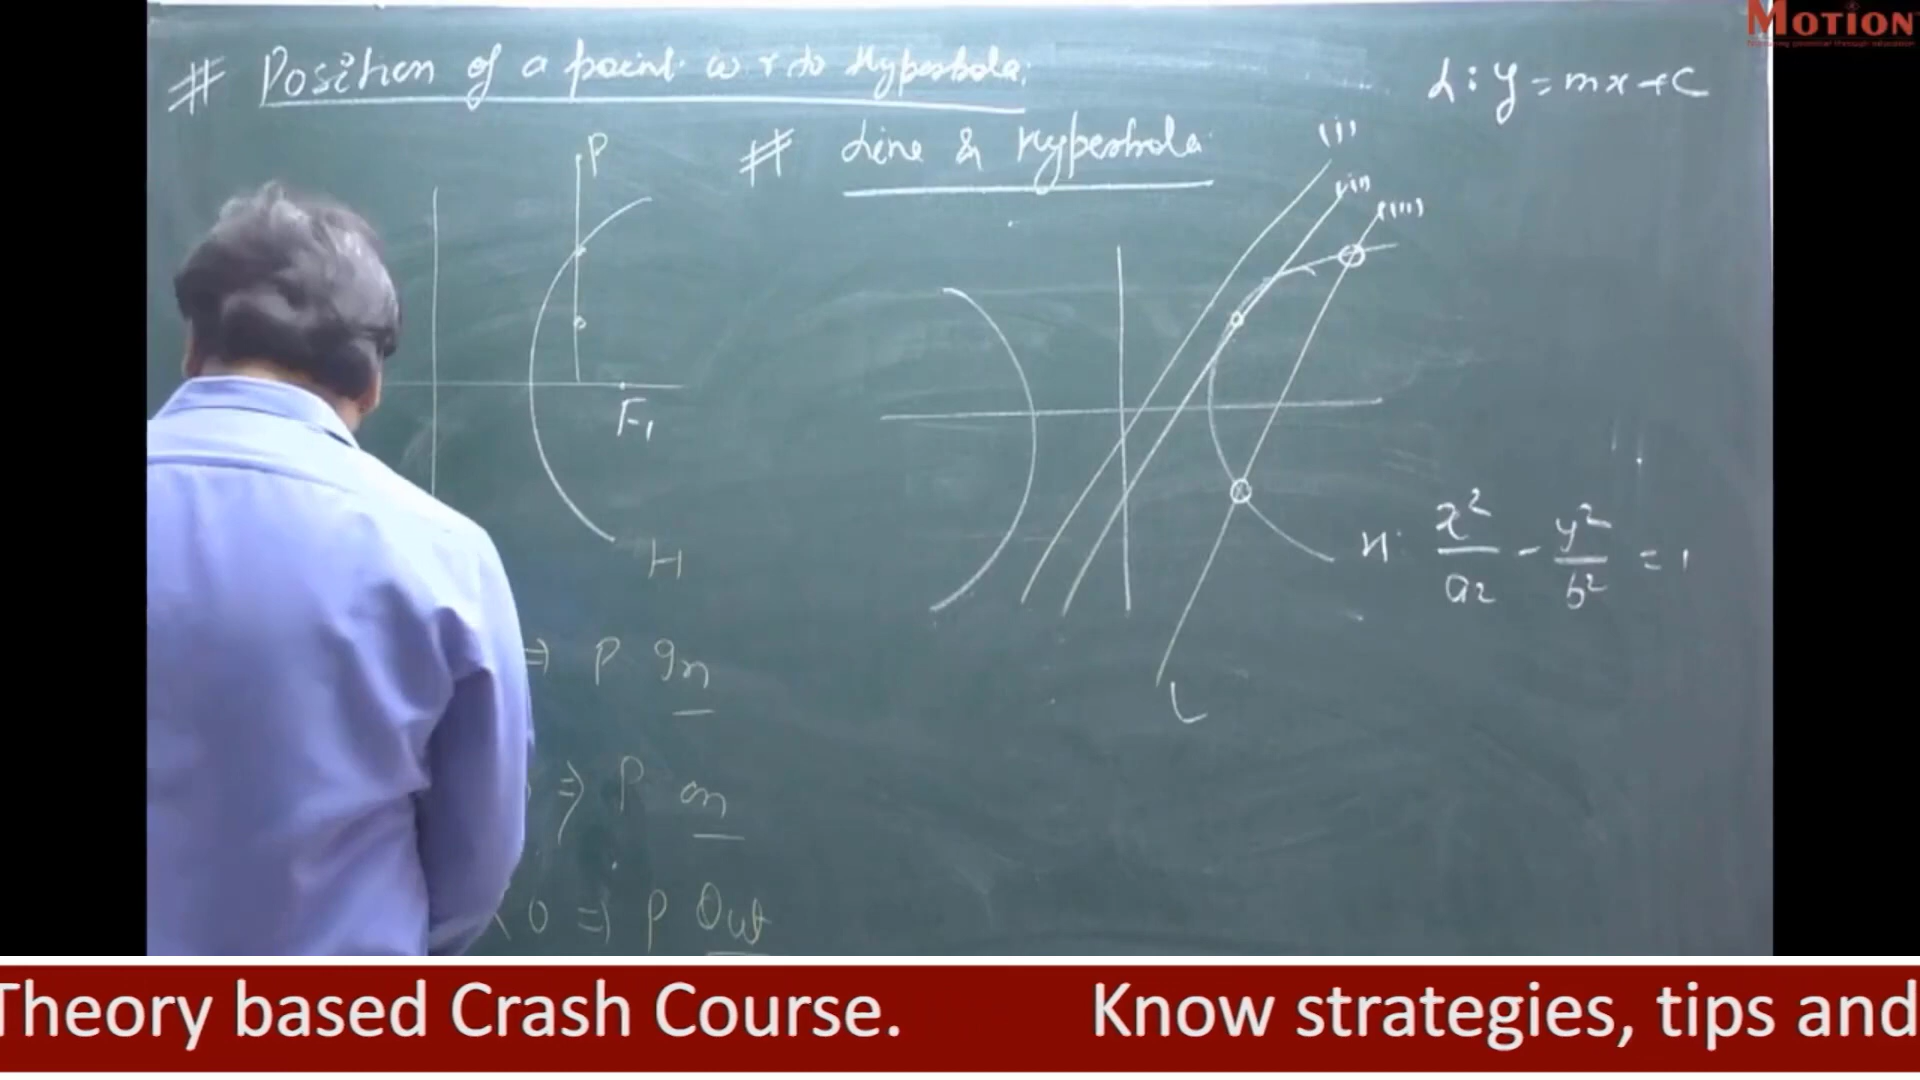 MOTION
# Position of a point w r to Hyperbola:
L: y = mx + c
# Line & Hyperbola
(i)
(ii)
(iii)
P
F₁
H
L
H: x²/a² - y²/b² = 1
⇒ P In
⇒ P on
< 0 ⇒ P Out
Theory based Crash Course. Know strategies, tips and